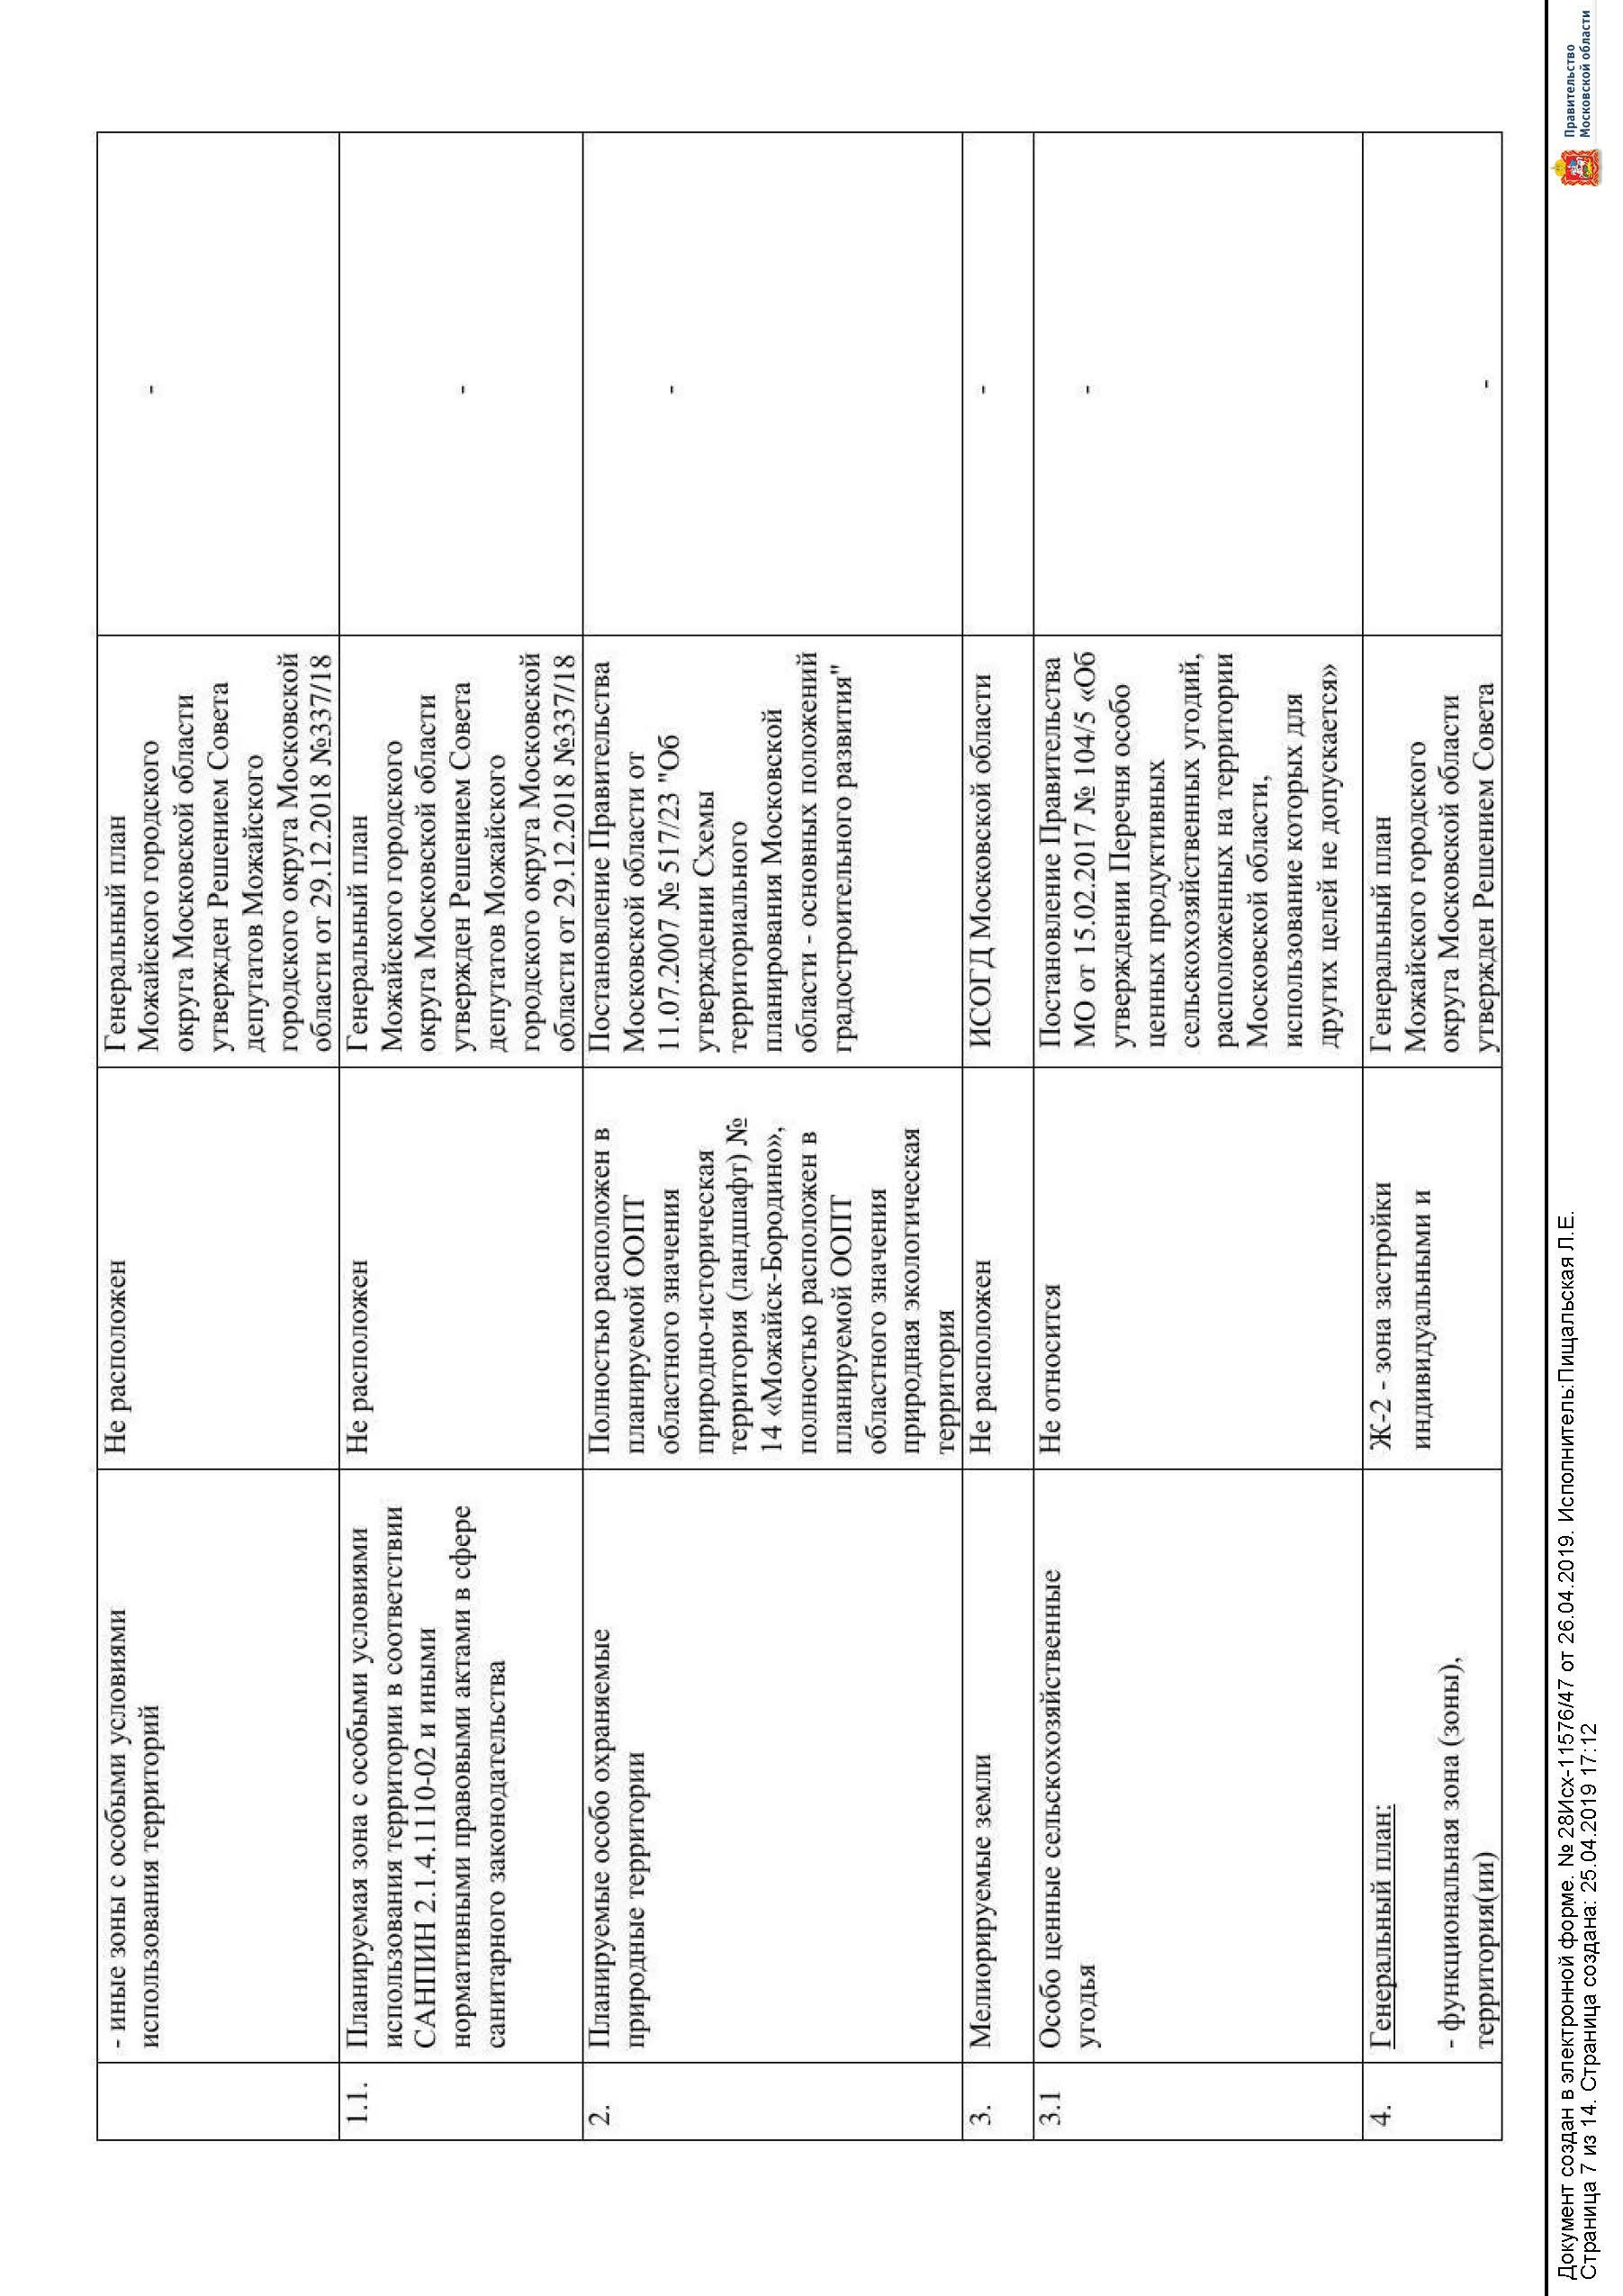 - иные зоны с особыми условиями
использования территорий
Не расположен
Генеральный план
Можайского городского
округа Московской области
утвержден Решением Совета
депутатов Можайского
городского округа Московской
области от 29.12.2018 №337/18
-
1.1.
Планируемая зона с особыми условиями
использования территории в соответствии
САНПИН 2.1.4.1110-02 и иными
нормативными правовыми актами в сфере
санитарного законодательства
Не расположен
Генеральный план
Можайского городского
округа Московской области
утвержден Решением Совета
депутатов Можайского
городского округа Московской
области от 29.12.2018 №337/18
-
2.
Планируемые особо охраняемые
природные территории
Полностью расположен в
планируемой ООПТ
областного значения
природно-историческая
территория (ландшафт) №
14 «Можайск-Бородино»,
полностью расположен в
планируемой ООПТ
областного значения
природная экологическая
территория
Постановление Правительства
Московской области от
11.07.2007 № 517/23 "Об
утверждении Схемы
территориального
планирования Московской
области - основных положений
градостроительного развития"
-
3.
Мелиорируемые земли
Не расположен
ИСОГД Московской области
-
3.1
Особо ценные сельскохозяйственные
угодья
Не относится
Постановление Правительства
МО от 15.02.2017 № 104/5 «Об
утверждении Перечня особо
ценных продуктивных
сельскохозяйственных угодий,
расположенных на территории
Московской области,
использование которых для
других целей не допускается»
-
4.
Генеральный план:
- функциональная зона (зоны),
территория(ии)
Ж-2 - зона застройки
индивидуальными и
Генеральный план
Можайского городского
округа Московской области
утвержден Решением Совета
-
Документ создан в электронной форме. № 28Исх-11576/47 от 26.04.2019. Исполнитель:Пищальская Л.Е.
Страница 7 из 14. Страница создана: 25.04.2019 17:12
Правительство
Московской области